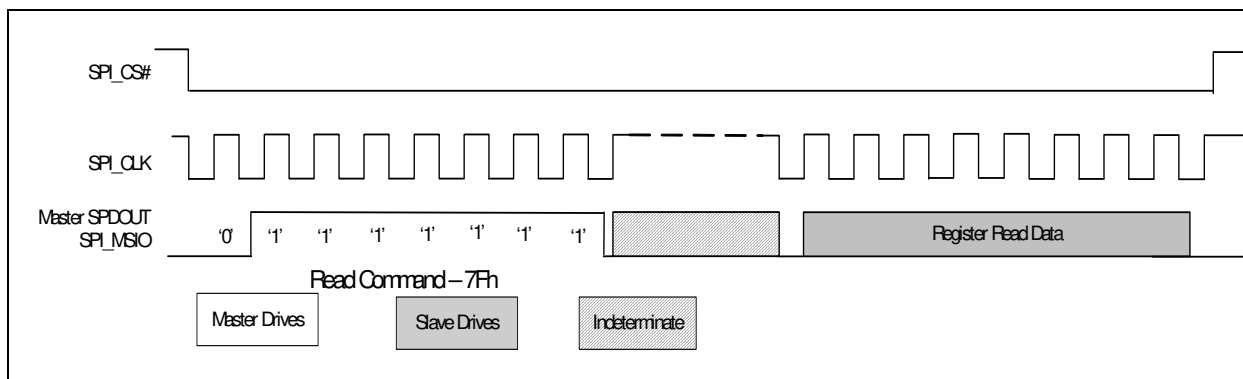 SPI_CS#
SPI_CLK
Master SPDOUT
SPI_MSIO
‘0’ ‘1’ ‘1’ ‘1’ ‘1’ ‘1’ ‘1’ ‘1’
Register Read Data
Read Command – 7Fh
Master Drives
Slave Drives
Indeterminate